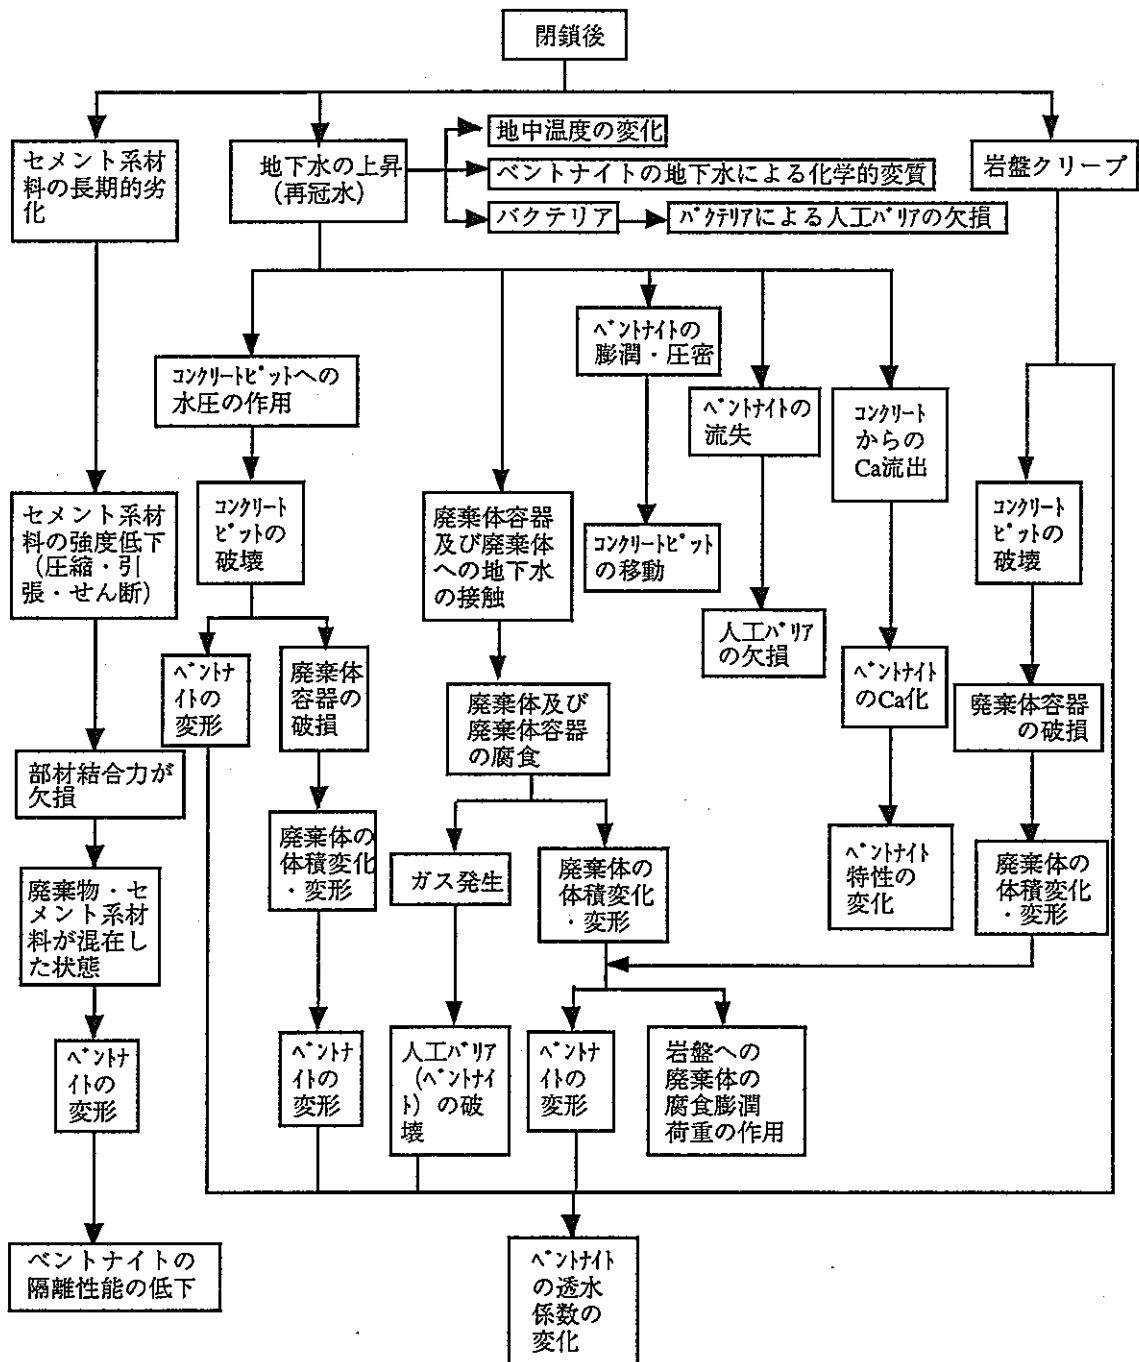 閉鎖後
セメント系材
料の長期的劣
化
地下水の上昇
(再冠水)
地中温度の変化
ベントナイトの地下水による化学的変質
バクテリア
バクテリアによる人工バリアの欠損
岩盤クリープ
コンクリートピットへの
水圧の作用
ベントナイトの
膨潤・圧密
ベントナイトの
流失
コンクリート
からの
Ca流出
セメント系材
料の強度低下
(圧縮・引
張・せん断)
コンクリート
ピットの
破壊
廃棄体容器
及び廃棄体
への地下水
の接触
コンクリートピット
の移動
コンクリート
ピットの
破壊
人工バリア
の欠損
ベントナ
イトの
変形
廃棄体
容器の
破損
廃棄体及び
廃棄体容器
の腐食
ベントナイト
のCa化
廃棄体容器
の破損
部材結合力が
欠損
廃棄体の
体積変化
・変形
ガス発生
廃棄体の
体積変化
・変形
ベントナイト
特性の
変化
廃棄体の
体積変化
・変形
廃棄物・セ
メント系材
料が混在し
た状態
ベントナ
イトの
変形
ベントナ
イトの
変形
人工バリア
(ベントナイ
ト)の破
壊
ベントナ
イトの
変形
岩盤への
廃棄体の
腐食膨潤
荷重の作用
ベントナイトの
隔離性能の低下
ベントナイト
の透水
係数の
変化